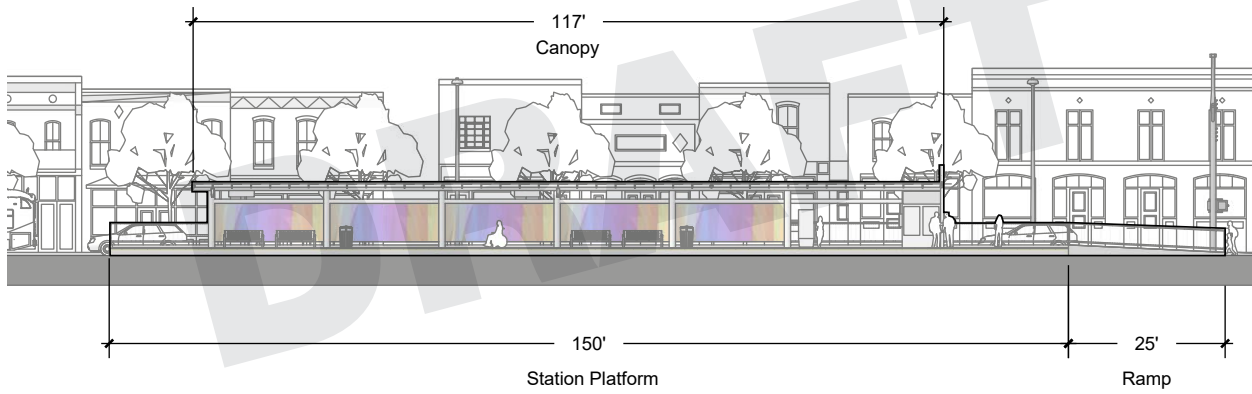 117'
Canopy
DRAFT
150'
25'
Station Platform
Ramp